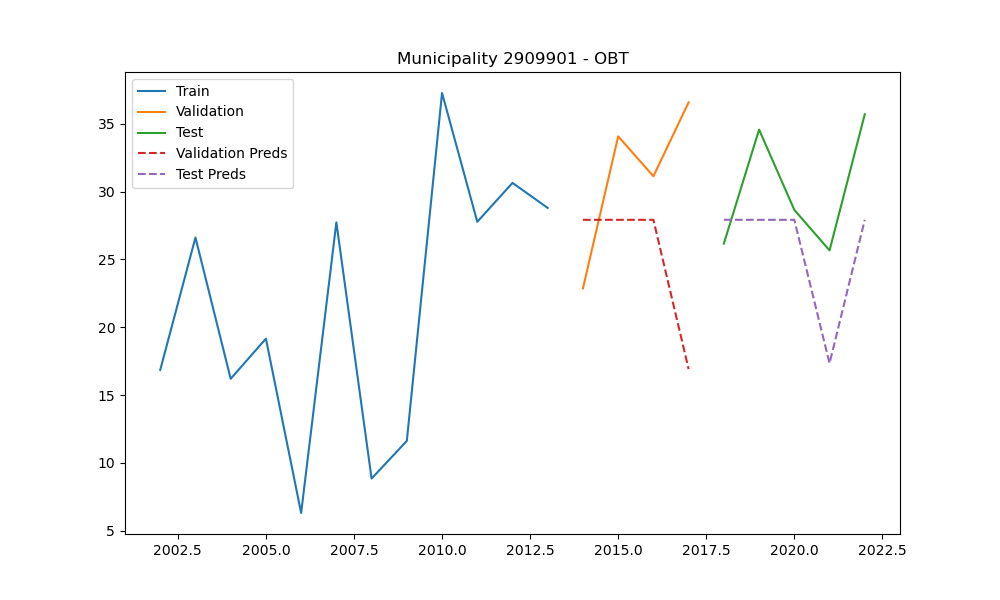 Municipality 2909901 - OBT
Train
Validation
Test
Validation Preds
Test Preds
35
30
25
20
15
10
5
2002.5 2005.0 2007.5 2010.0 2012.5 2015.0 2017.5 2020.0 2022.5